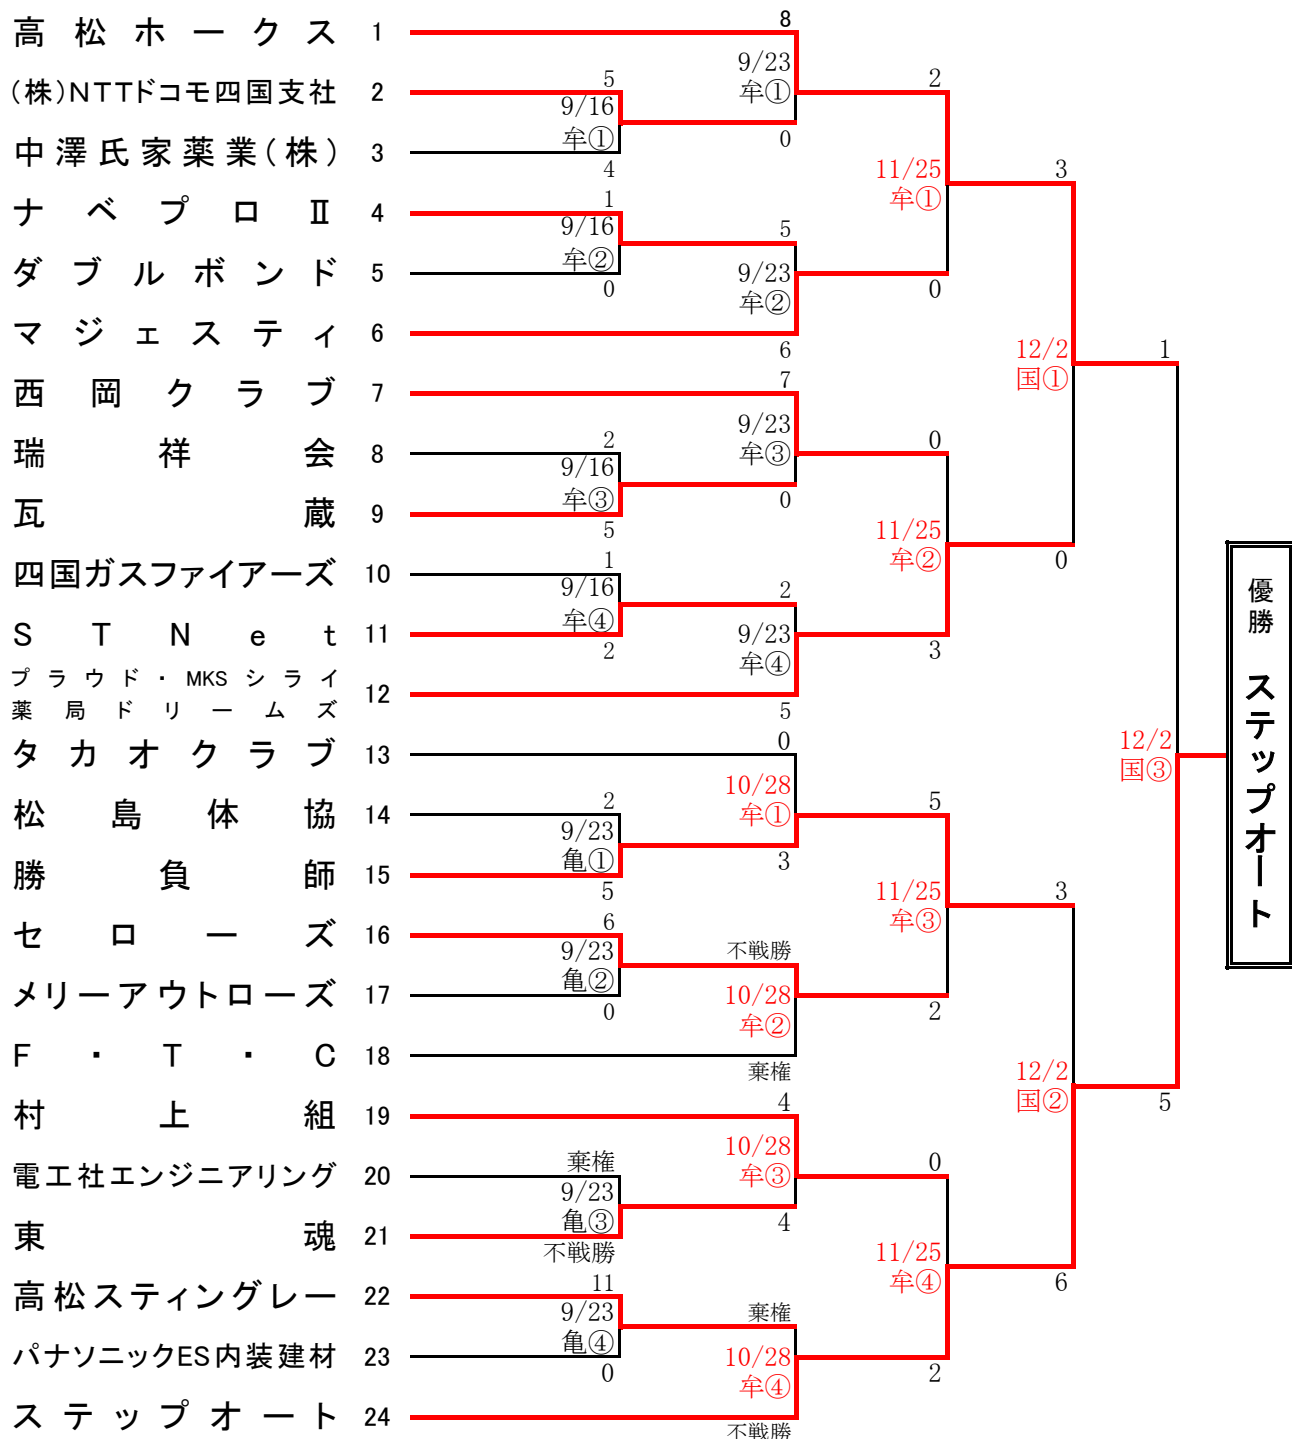 高松ホークス 1
(株)NTTドコモ四国支社 2
中澤氏家薬業(株) 3
ナベプロⅡ 4
ダブルボンド 5
マジェスティ 6
西岡クラブ 7
瑞祥会 8
瓦蔵 9
四国ガスファイアーズ 10
STNet 11
プラウド・MKSシライ
薬局ドリームズ 12
タカオクラブ 13
松島体協 14
勝負師 15
セローズ 16
メリーアウトローズ 17
F・T・C 18
村上組 19
電工社エンジニアリング 20
東魂 21
高松スティングレー 22
パナソニックES内装建材 23
ステップオート 24
5
9/16
牟①
4
1
9/16
牟②
0
2
9/16
牟③
5
1
9/16
牟④
2
2
9/23
亀①
5
6
9/23
亀②
0
棄権
9/23
亀③
不戦勝
11
9/23
亀④
0
8
9/23
牟①
0
5
9/23
牟②
6
7
9/23
牟③
0
2
9/23
牟④
5
0
10/28
牟①
3
不戦勝
10/28
牟②
棄権
4
10/28
牟③
4
棄権
10/28
牟④
不戦勝
2
11/25
牟①
0
0
11/25
牟②
3
5
11/25
牟③
2
0
11/25
牟④
2
3
12/2
国①
0
3
12/2
国②
6
1
12/2
国③
5
優勝 ステップオート